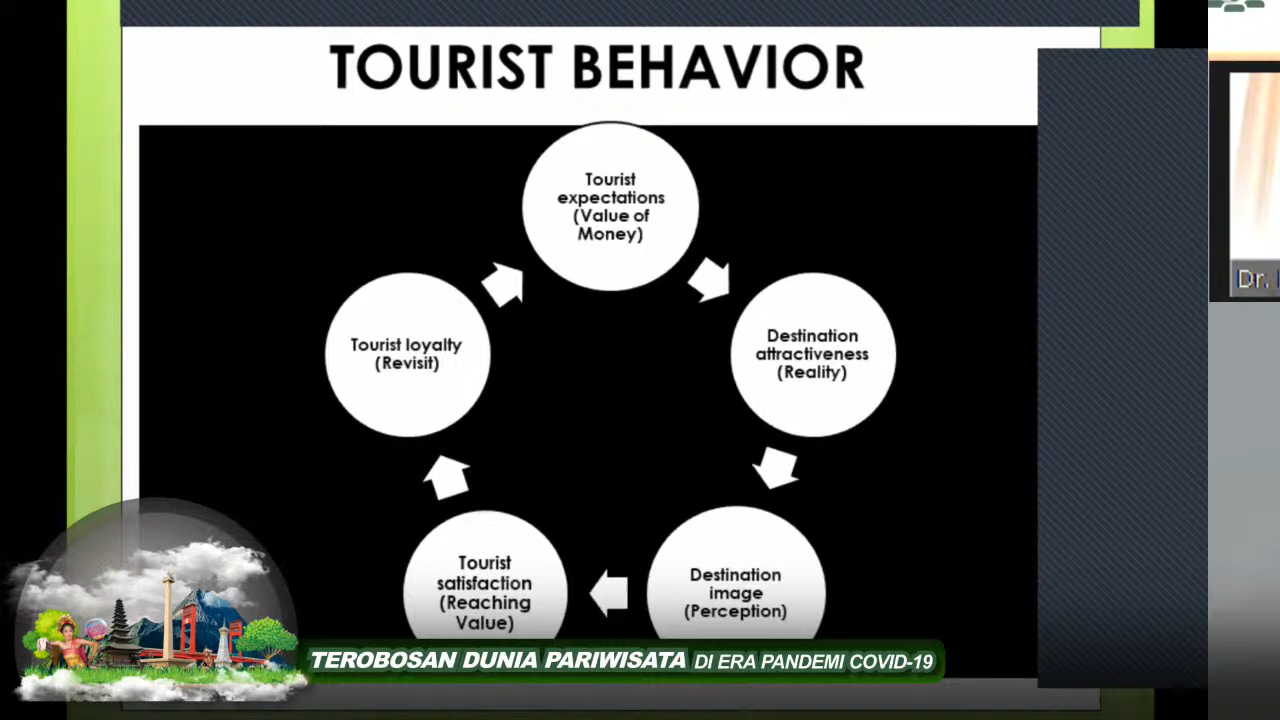 TOURIST BEHAVIOR
Tourist
expectations
(Value of
Money)
Destination
attractiveness
(Reality)
Destination
image
(Perception)
Tourist
satisfaction
(Reaching
Value)
Tourist loyalty
(Revisit)
Dr.
TEROBOSAN DUNIA PARIWISATA DI ERA PANDEMI COVID-19